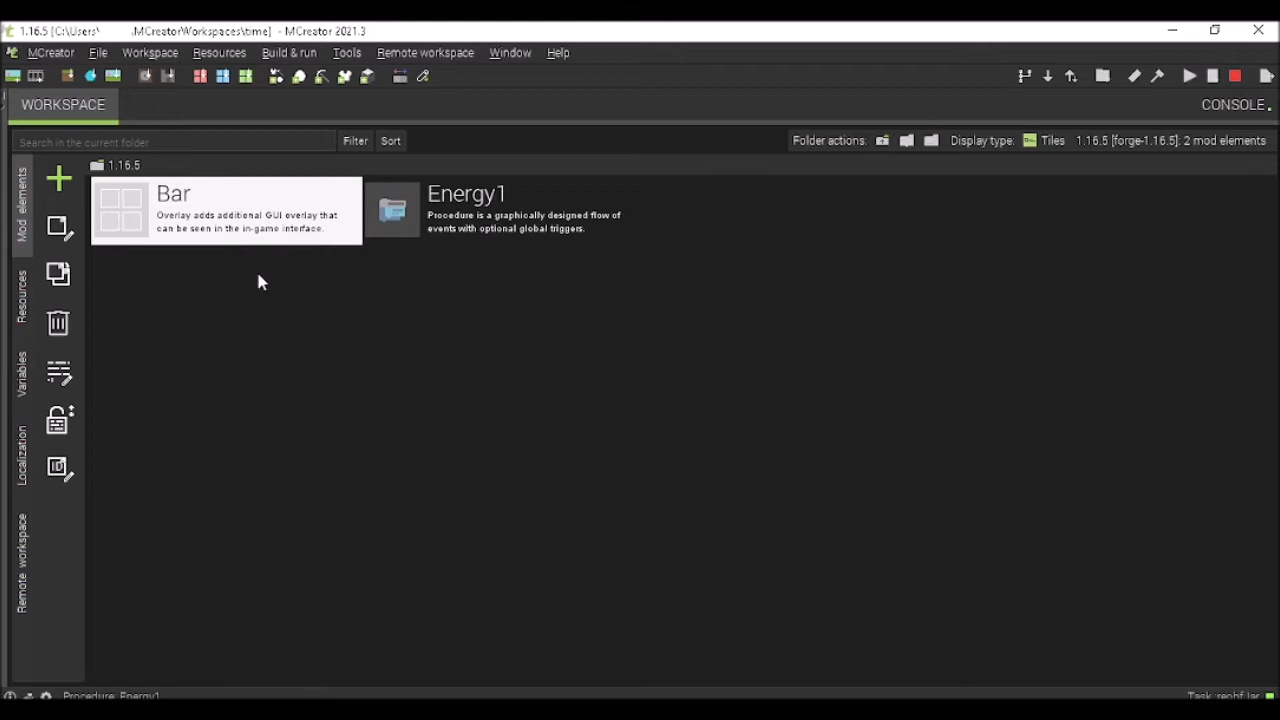 1.16.5 [C:\Users\ .MCreatorWorkspaces\time] - MCreator 2021.3
MCreator File Workspace Resources Build & run Tools Remote workspace Window Help
WORKSPACE
CONSOLE
Search in the current folder
Filter
Sort
Folder actions:
Display type:
Tiles
1.16.5 [forge-1.16.5]: 2 mod elements
1.16.5
Mod elements
Resources
Variables
Localization
Remote workspace
Bar
Overlay adds additional GUI overlay that
can be seen in the in-game interface.
Energy1
Procedure is a graphically designed flow of
events with optional global triggers.
ID
Procedure: Energy1